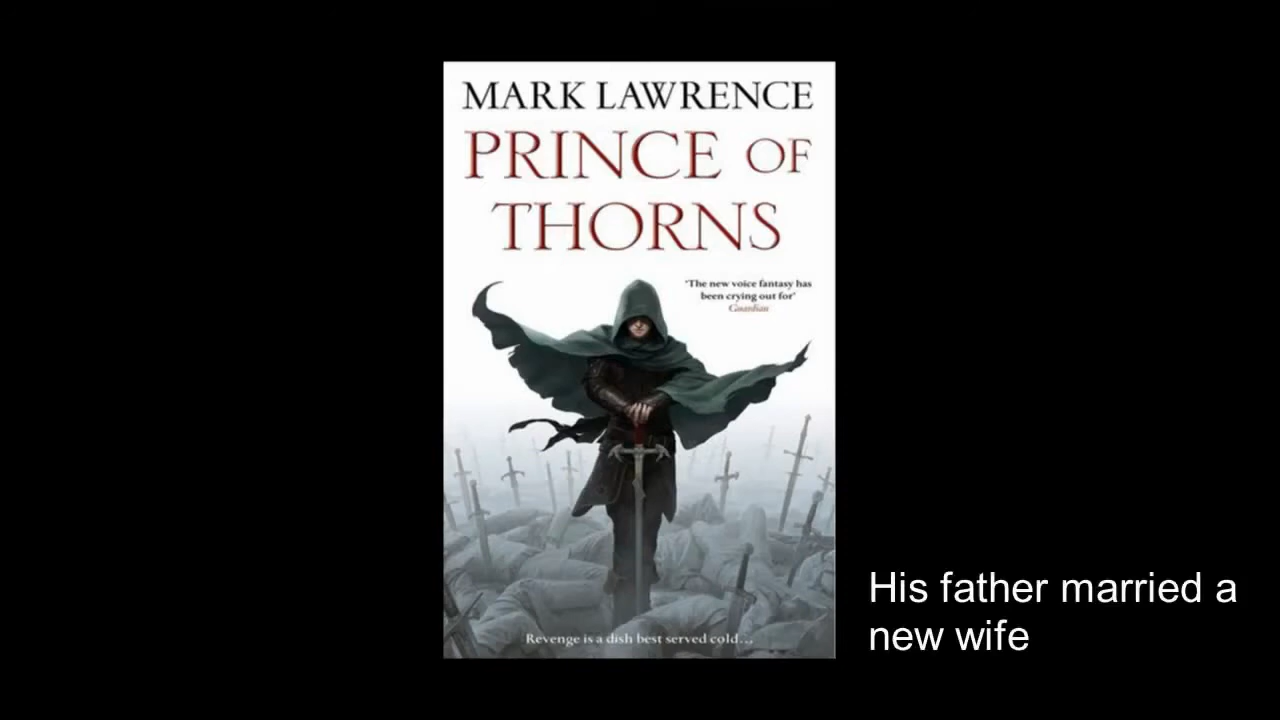 MARK LAWRENCE
PRINCE OF
THORNS
'The new voice fantasy has
been crying out for'
Guardian
Revenge is a dish best served cold...
His father married a
new wife